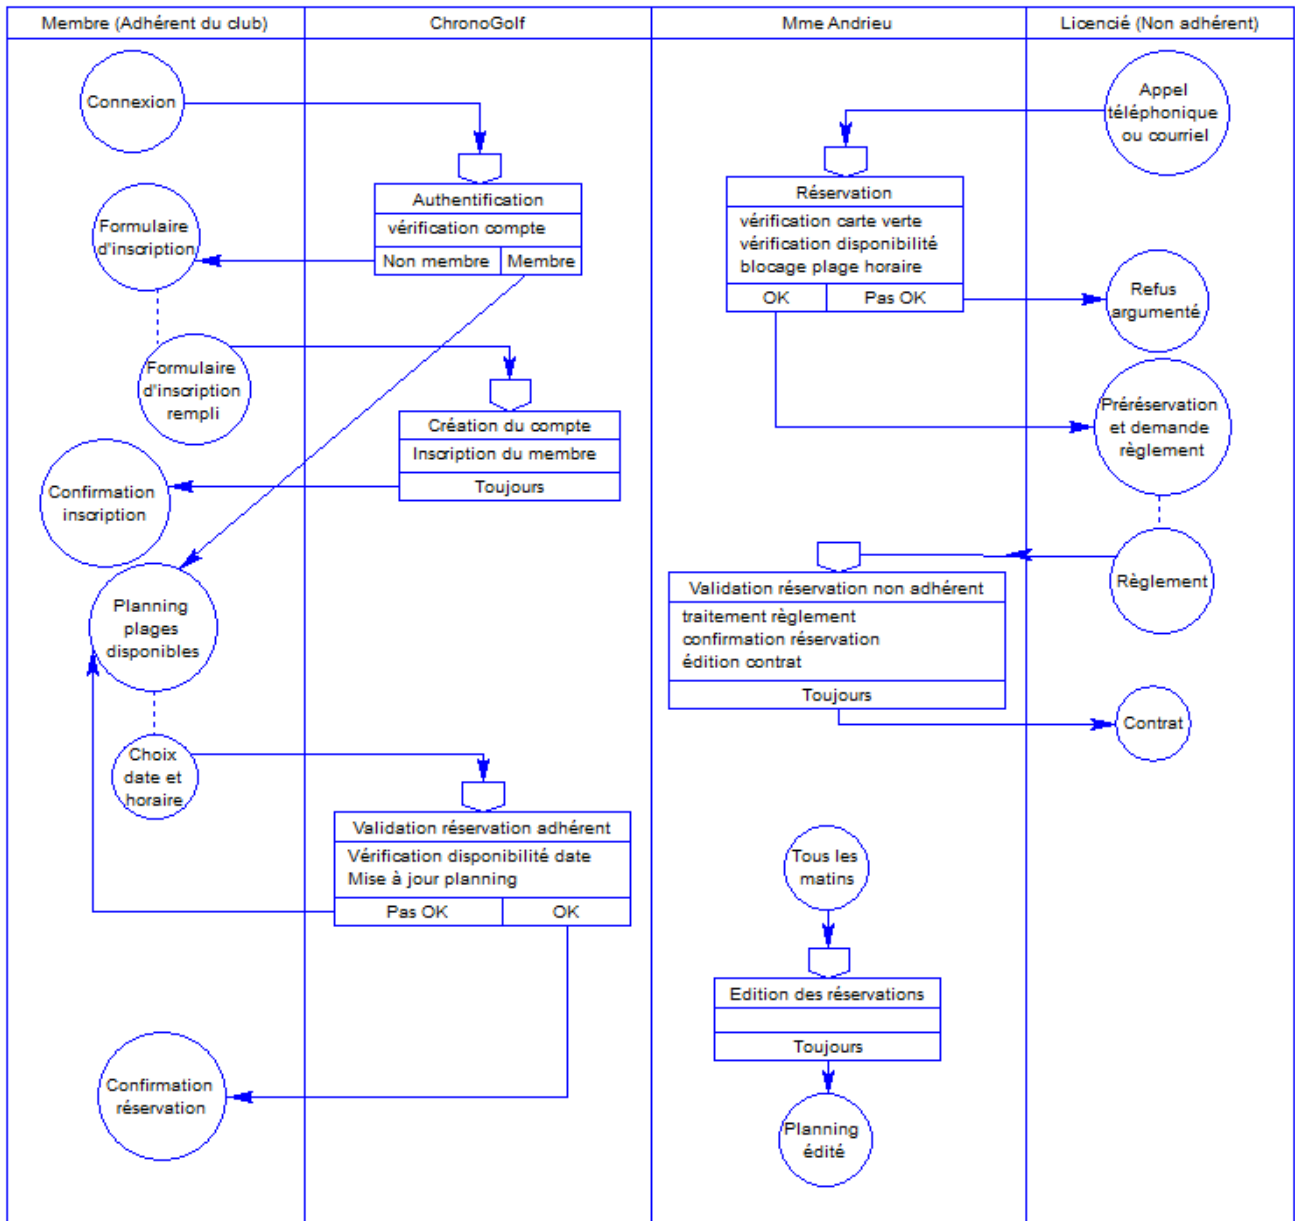 Membre (Adhérent du club)
ChronoGolf
Mme Andrieu
Licencié (Non adhérent)
Connexion
Authentification
vérification compte
Non membre
Membre
Formulaire
d'inscription
Formulaire
d'inscription
rempli
Création du compte
Inscription du membre
Toujours
Confirmation
inscription
Planning
plages
disponibles
Choix
date et
horaire
Validation réservation adhérent
Vérification disponibilité date
Mise à jour planning
Pas OK
OK
Confirmation
réservation
Appel
téléphonique
ou courriel
Réservation
vérification carte verte
vérification disponibilité
blocage plage horaire
OK
Pas OK
Refus
argumenté
Préréservation
et demande
règlement
Règlement
Validation réservation non adhérent
traitement règlement
confirmation réservation
édition contrat
Toujours
Contrat
Tous les
matins
Edition des réservations
Toujours
Planning
édité